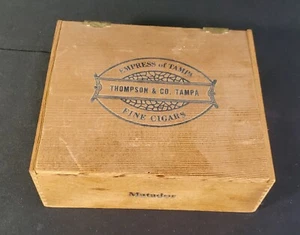 EMPRESS of TAMPA
THOMPSON & CO. TAMPA
FINE CIGARS
Matador